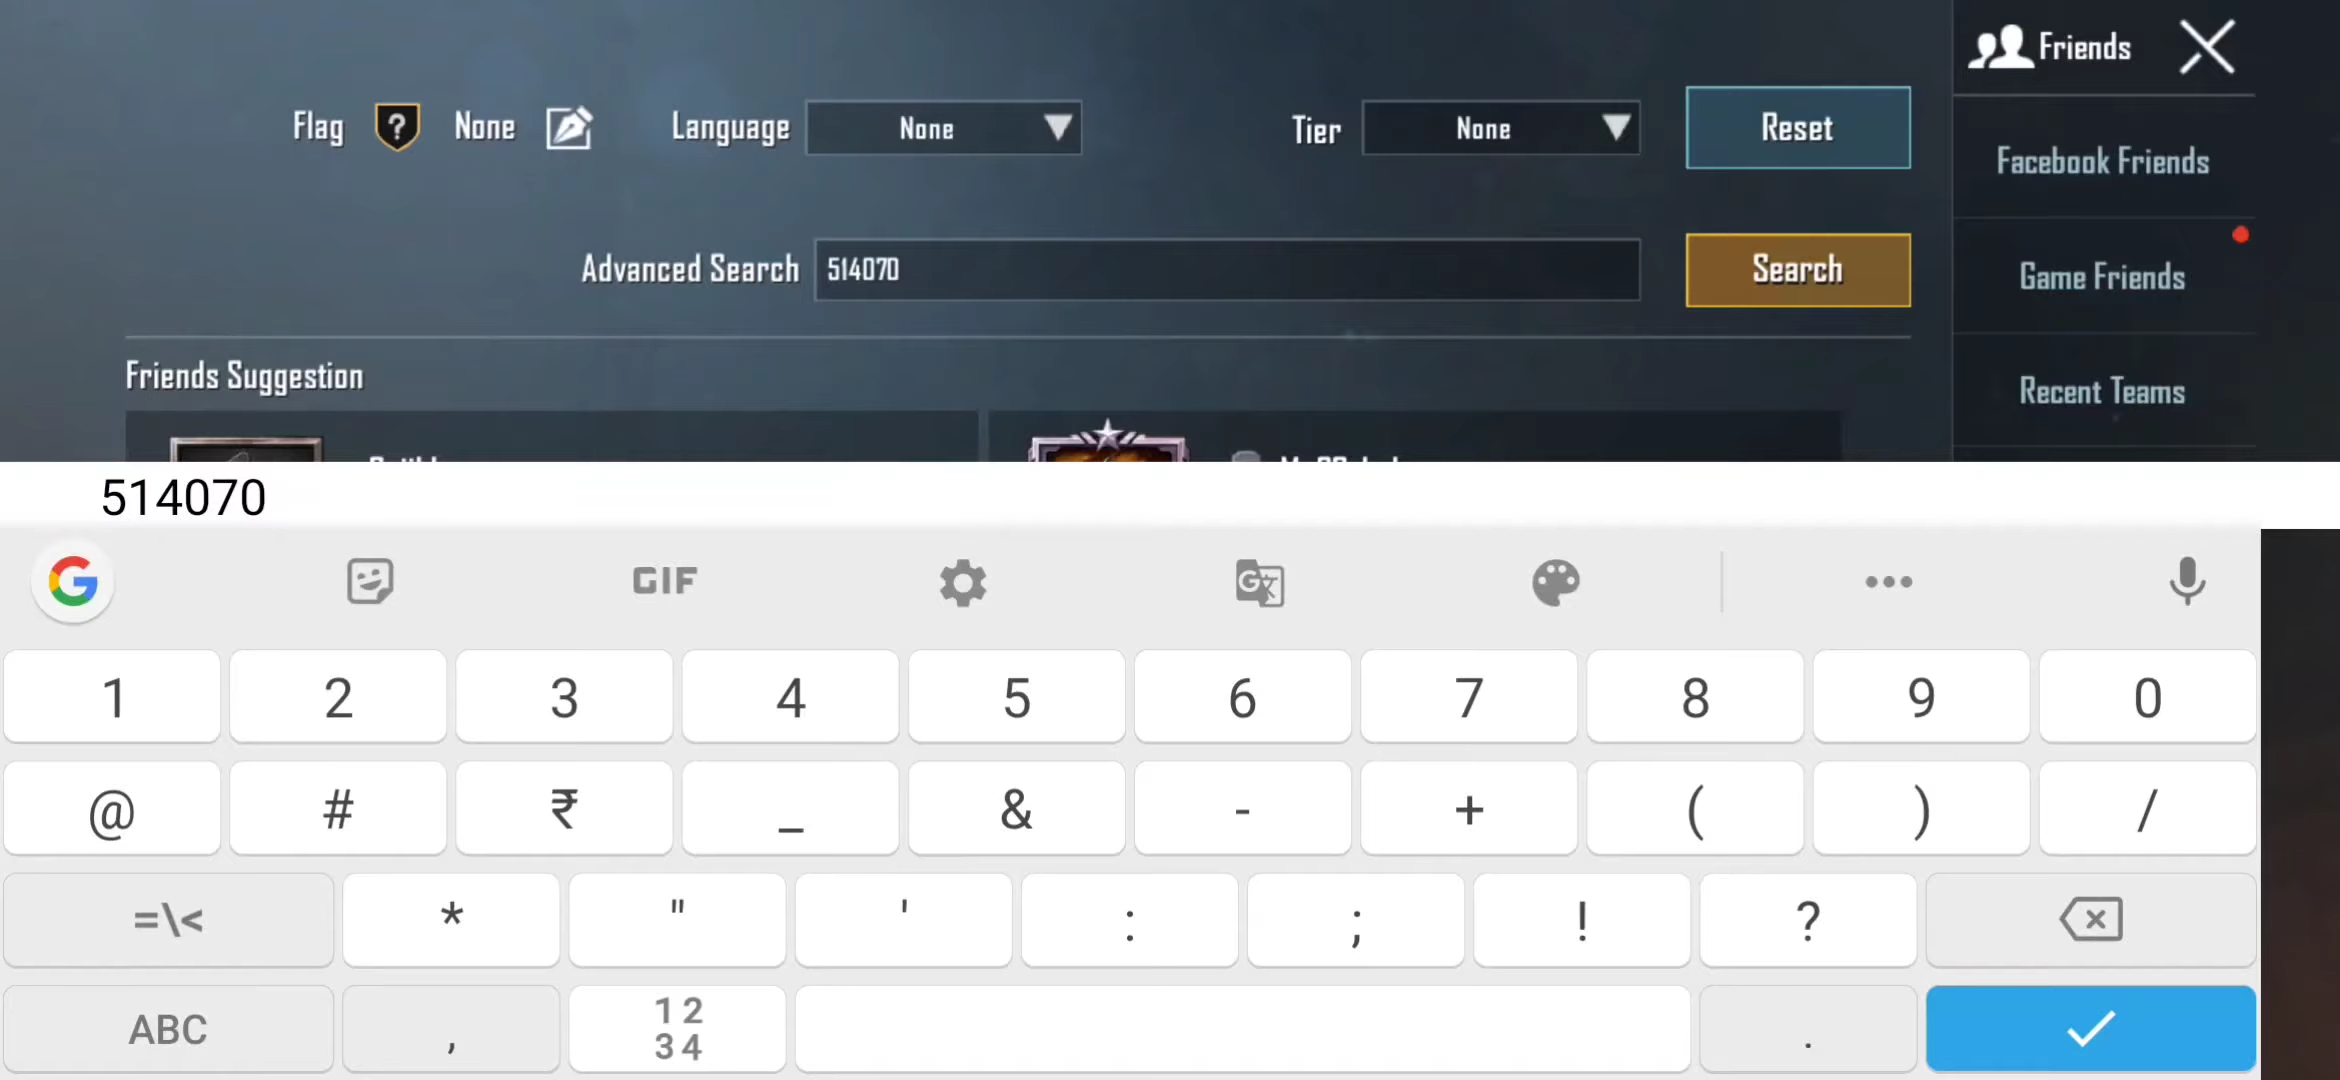 Friends
Flag ? None Language None Tier None Reset
Facebook Friends
Advanced Search 514070 Search
Game Friends
Friends Suggestion
Recent Teams
514070
G GIF G
1 2 3 4 5 6 7 8 9 0
@ # ₹ _ & - + ( ) /
=\< * " ' : ; ! ?
ABC , 12 .
34